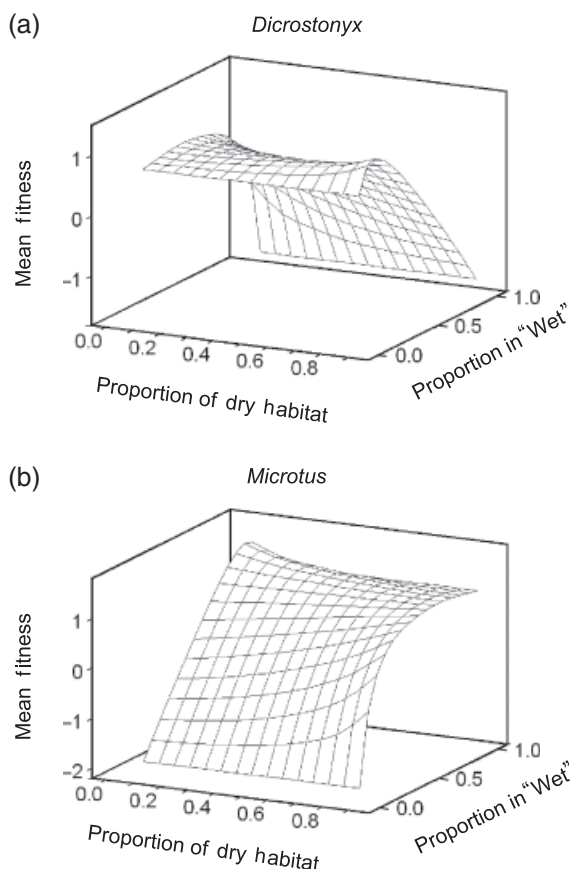 (a)
Dicrostonyx
Mean fitness
1
0
−1
0.0
0.2
0.4
0.6
0.8
Proportion of dry habitat
0.0
0.5
1.0
Proportion in “Wet”
(b)
Microtus
Mean fitness
1
0
−1
−2
0.0
0.2
0.4
0.6
0.8
Proportion of dry habitat
0.0
0.5
1.0
Proportion in “Wet”